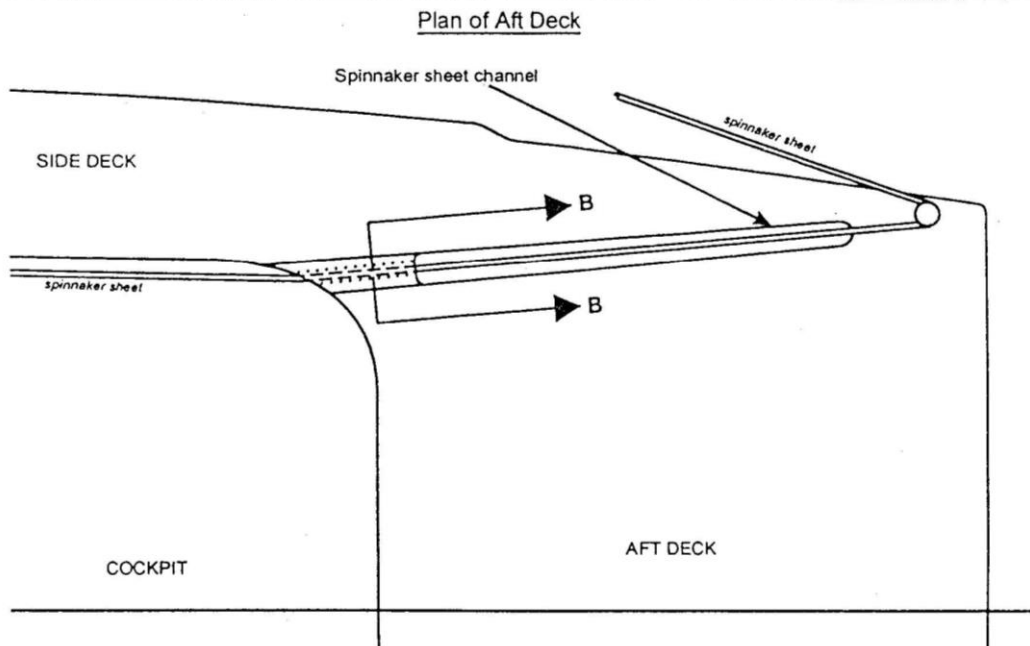 Plan of Aft Deck
Spinnaker sheet channel
spinnaker sheet
SIDE DECK
B
spinnaker sheet
B
AFT DECK
COCKPIT